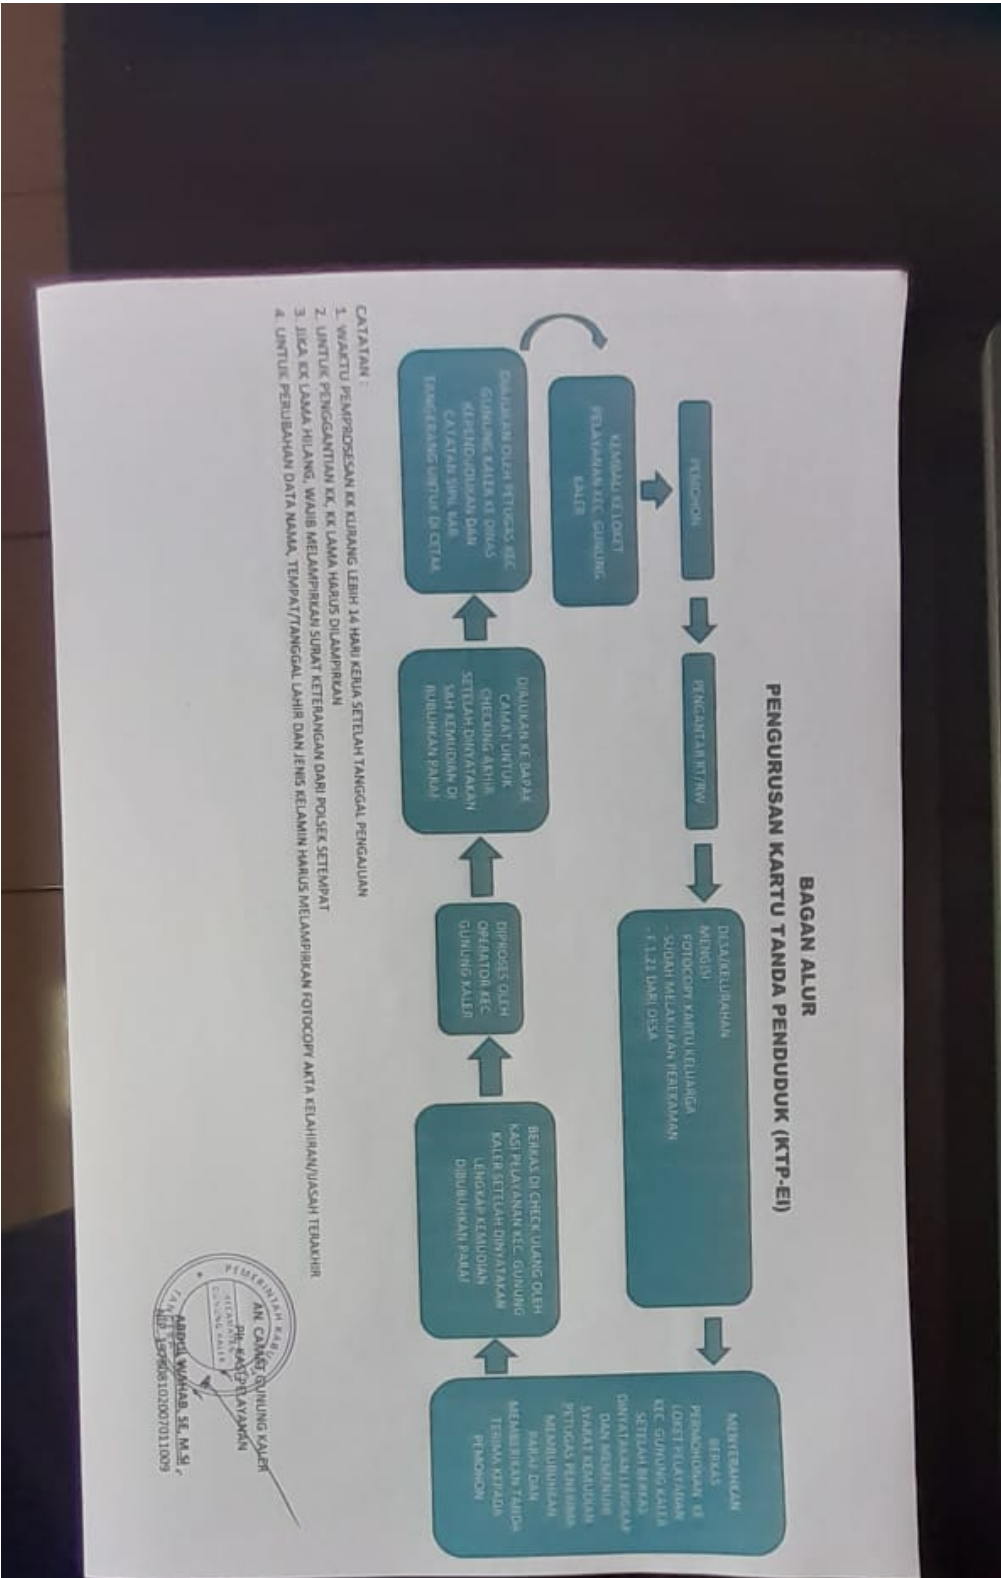 BAGAN ALUR
PENGURUSAN KARTU TANDA PENDUDUK (KTP-El)
PEMOHON
PENGANTAR RT/RW
DESA/KELURAHAN
MENGISI
FOTOCOPY KARTU KELUARGA
- SUDAH MELAKUKAN PEREKAMAN
- F.1.21 DARI DESA
MENYERAHKAN
BERKAS
PERMOHONAN KE
LOKET PELAYANAN
KEC. GUNUNG KALER
SETELAH BERKAS
DINYATAKAN LENGKAP
DAN MEMENUHI
SYARAT KEMUDIAN
PETUGAS PENERIMA
MEMBUBUHKAN
PARAF DAN
MEMBERIKAN TANDA
TERIMA KEPADA
PEMOHON
BERKAS DI CHECK ULANG OLEH
KASI PELAYANAN KEC. GUNUNG
KALER SETELAH DINYATAKAN
LENGKAP KEMUDIAN
DIBUBUHKAN PARAF
DIPROSES OLEH
OPERATOR KEC.
GUNUNG KALER
DIAJUKAN KE BAPAK
CAMAT UNTUK
CHECKING AKHIR
SETELAH DINYATAKAN
SAH KEMUDIAN DI
BUBUHKAN PARAF
DIAJUKAN OLEH PETUGAS KEC.
GUNUNG KALER KE DINAS
KEPENDUDUKAN DAN
CATATAN SIPIL KAB.
TANGERANG UNTUK DI CETAK
KEMBALI KE LOKET
PELAYANAN KEC. GUNUNG
KALER
CATATAN :
1. WAKTU PEMPROSESAN KK KURANG LEBIH 14 HARI KERJA SETELAH TANGGAL PENGAJUAN
2. UNTUK PENGGANTIAN KK, KK LAMA HARUS DILAMPIRKAN
3. JIKA KK LAMA HILANG, WAJIB MELAMPIRKAN SURAT KETERANGAN DARI POLSEK SETEMPAT
4. UNTUK PERUBAHAN DATA NAMA, TEMPAT/TANGGAL LAHIR DAN JENIS KELAMIN HARUS MELAMPIRKAN FOTOCOPY AKTA KELAHIRAN/IJASAH TERAKHIR
AN. CAMAT GUNUNG KALER
Plt. KASI PELAYANAN
PEMERINTAH
KECAMATAN
GUNUNG KALER
ABDUL WAHAB, SE, M.Si
NIP. 197808102007011009